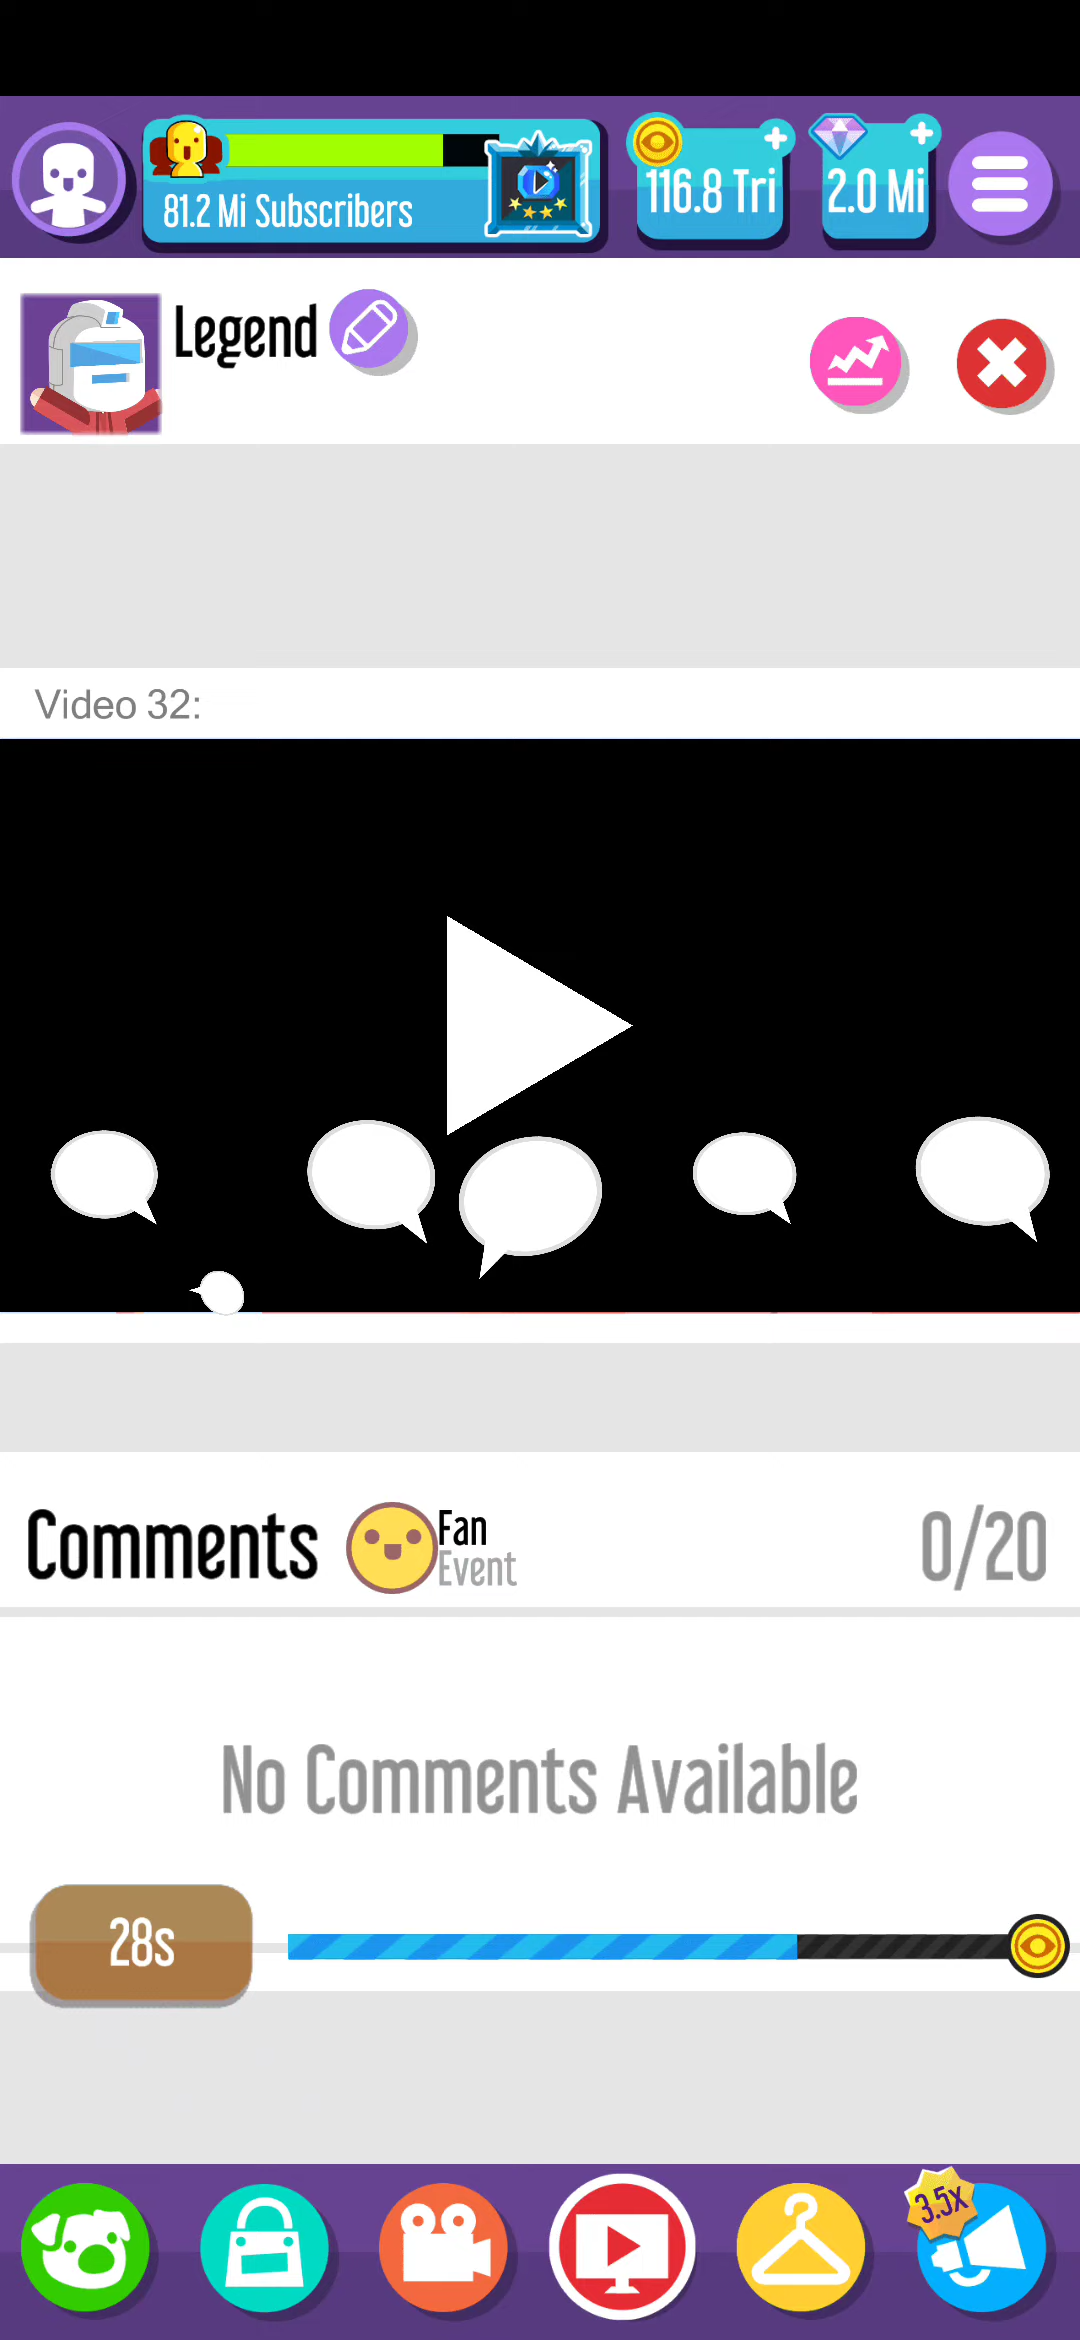 81.2 Mi Subscribers
116.8 Tri
2.0 Mi
Legend
Video 32:
Comments
Fan
Event
0/20
No Comments Available
28s
3.5x